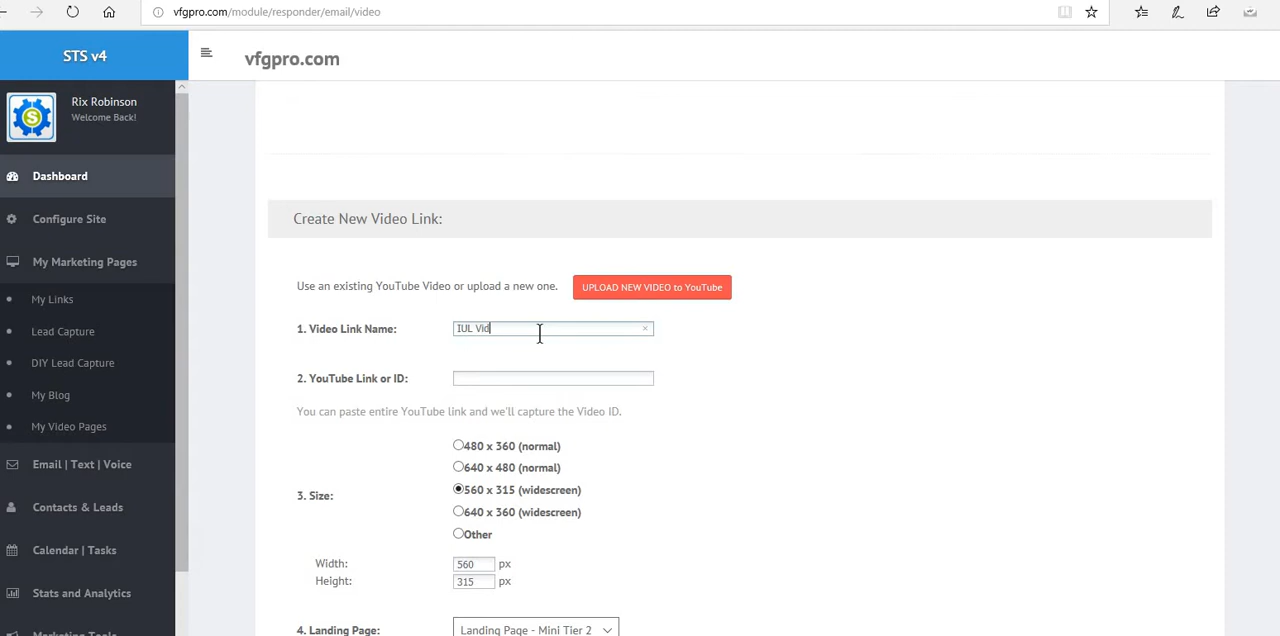 vfgpro.com/module/responder/email/video
STS v4
vfgpro.com
Rix Robinson
Welcome Back!
Dashboard
Configure Site
My Marketing Pages
My Links
Lead Capture
DIY Lead Capture
My Blog
My Video Pages
Email | Text | Voice
Contacts & Leads
Calendar | Tasks
Stats and Analytics
Marketing Tools
Create New Video Link:
Use an existing YouTube Video or upload a new one.
UPLOAD NEW VIDEO to YouTube
1. Video Link Name:
IUL Vid
2. YouTube Link or ID:
You can paste entire YouTube link and we'll capture the Video ID.
3. Size:
480 x 360 (normal)
640 x 480 (normal)
560 x 315 (widescreen)
640 x 360 (widescreen)
Other
Width: 560 px
Height: 315 px
4. Landing Page: Landing Page - Mini Tier 2